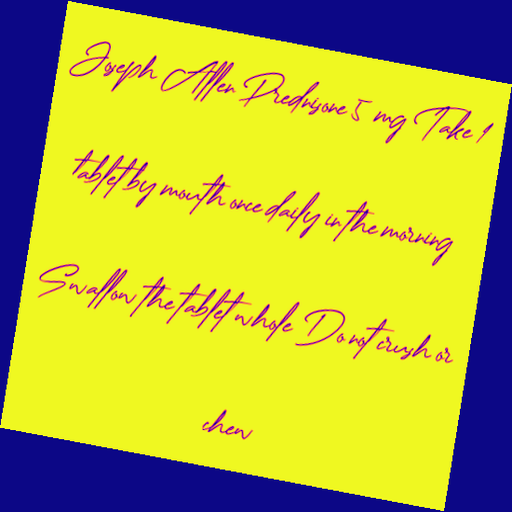 Joseph Allen Prednisone 5 mg Take 1
tablet by mouth once daily in the morning
Swallow the tablet whole Do not crush or
chew